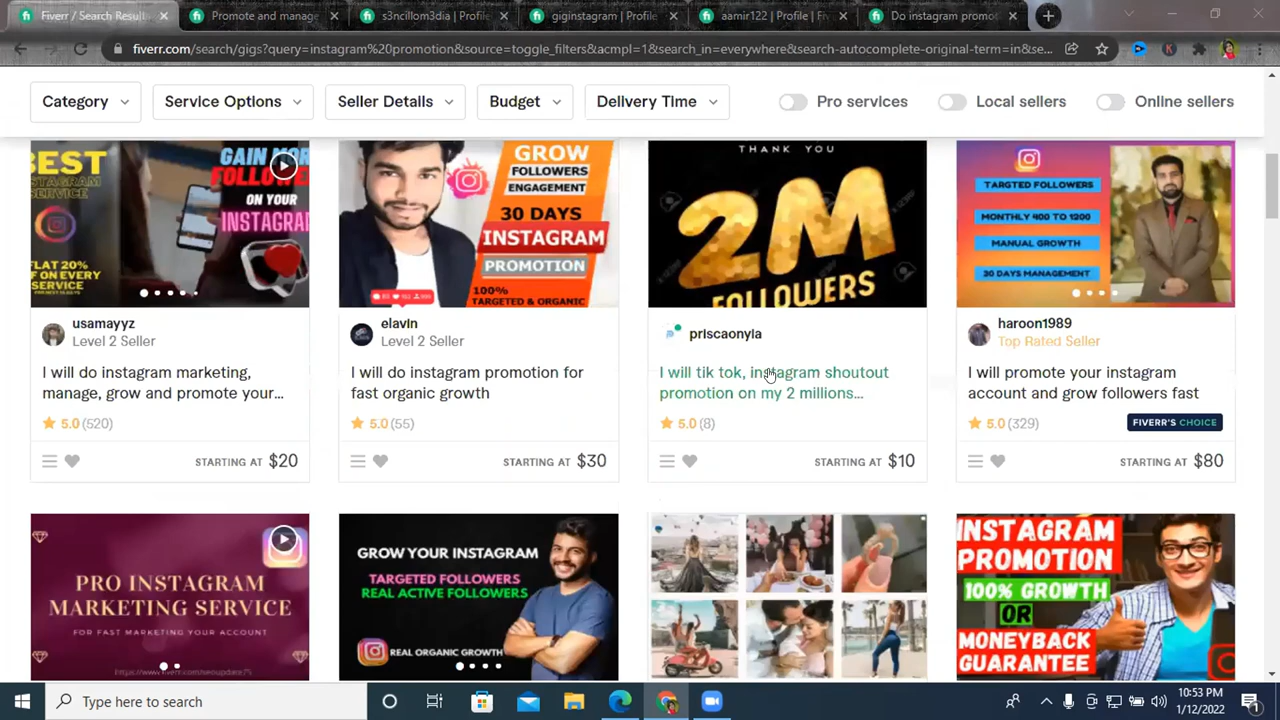 Fiverr / Search Results
Promote and manage
s3ncillom3dia | Profile
giginstagram | Profile
aamir122 | Profile | Fiv
Do instagram promot
fiverr.com/search/gigs?query=instagram%20promotion&source=toggle_filters&acmpl=1&search_in=everywhere&search-autocomplete-original-term=in&se...
Category
Service Options
Seller Details
Budget
Delivery Time
Pro services
Local sellers
Online sellers
BEST
INSTAGRAM
SERVICE
FLAT 20%
OFF ON EVERY
SERVICE
GAIN MOR
FOLLOWE
ON YOUR
INSTAGRAM
GROW
FOLLOWERS
ENGAGEMENT
30 DAYS
INSTAGRAM
PROMOTION
100%
TARGETED & ORGANIC
THANK YOU
2M
FOLLOWERS
TARGTED FOLLOWERS
MONTHLY 400 TO 1200
MANUAL GROWTH
30 DAYS MANAGEMENT
usamayyz
Level 2 Seller
I will do instagram marketing,
manage, grow and promote your...
5.0 (520)
STARTING AT $20
elavin
Level 2 Seller
I will do instagram promotion for
fast organic growth
5.0 (55)
STARTING AT $30
priscaonyia
I will tik tok, instagram shoutout
promotion on my 2 millions...
5.0 (8)
STARTING AT $10
haroon1989
Top Rated Seller
I will promote your instagram
account and grow followers fast
5.0 (329)
FIVERR'S CHOICE
STARTING AT $80
PRO INSTAGRAM
MARKETING SERVICE
FOR FAST MARKETING YOUR ACCOUNT
GROW YOUR INSTAGRAM
TARGETED FOLLOWERS
REAL ACTIVE FOLLOWERS
REAL ORGANIC GROWTH
INSTAGRAM
PROMOTION
100% GROWTH
OR
MONEYBACK
GUARANTEE
Type here to search
10:53 PM
1/12/2022